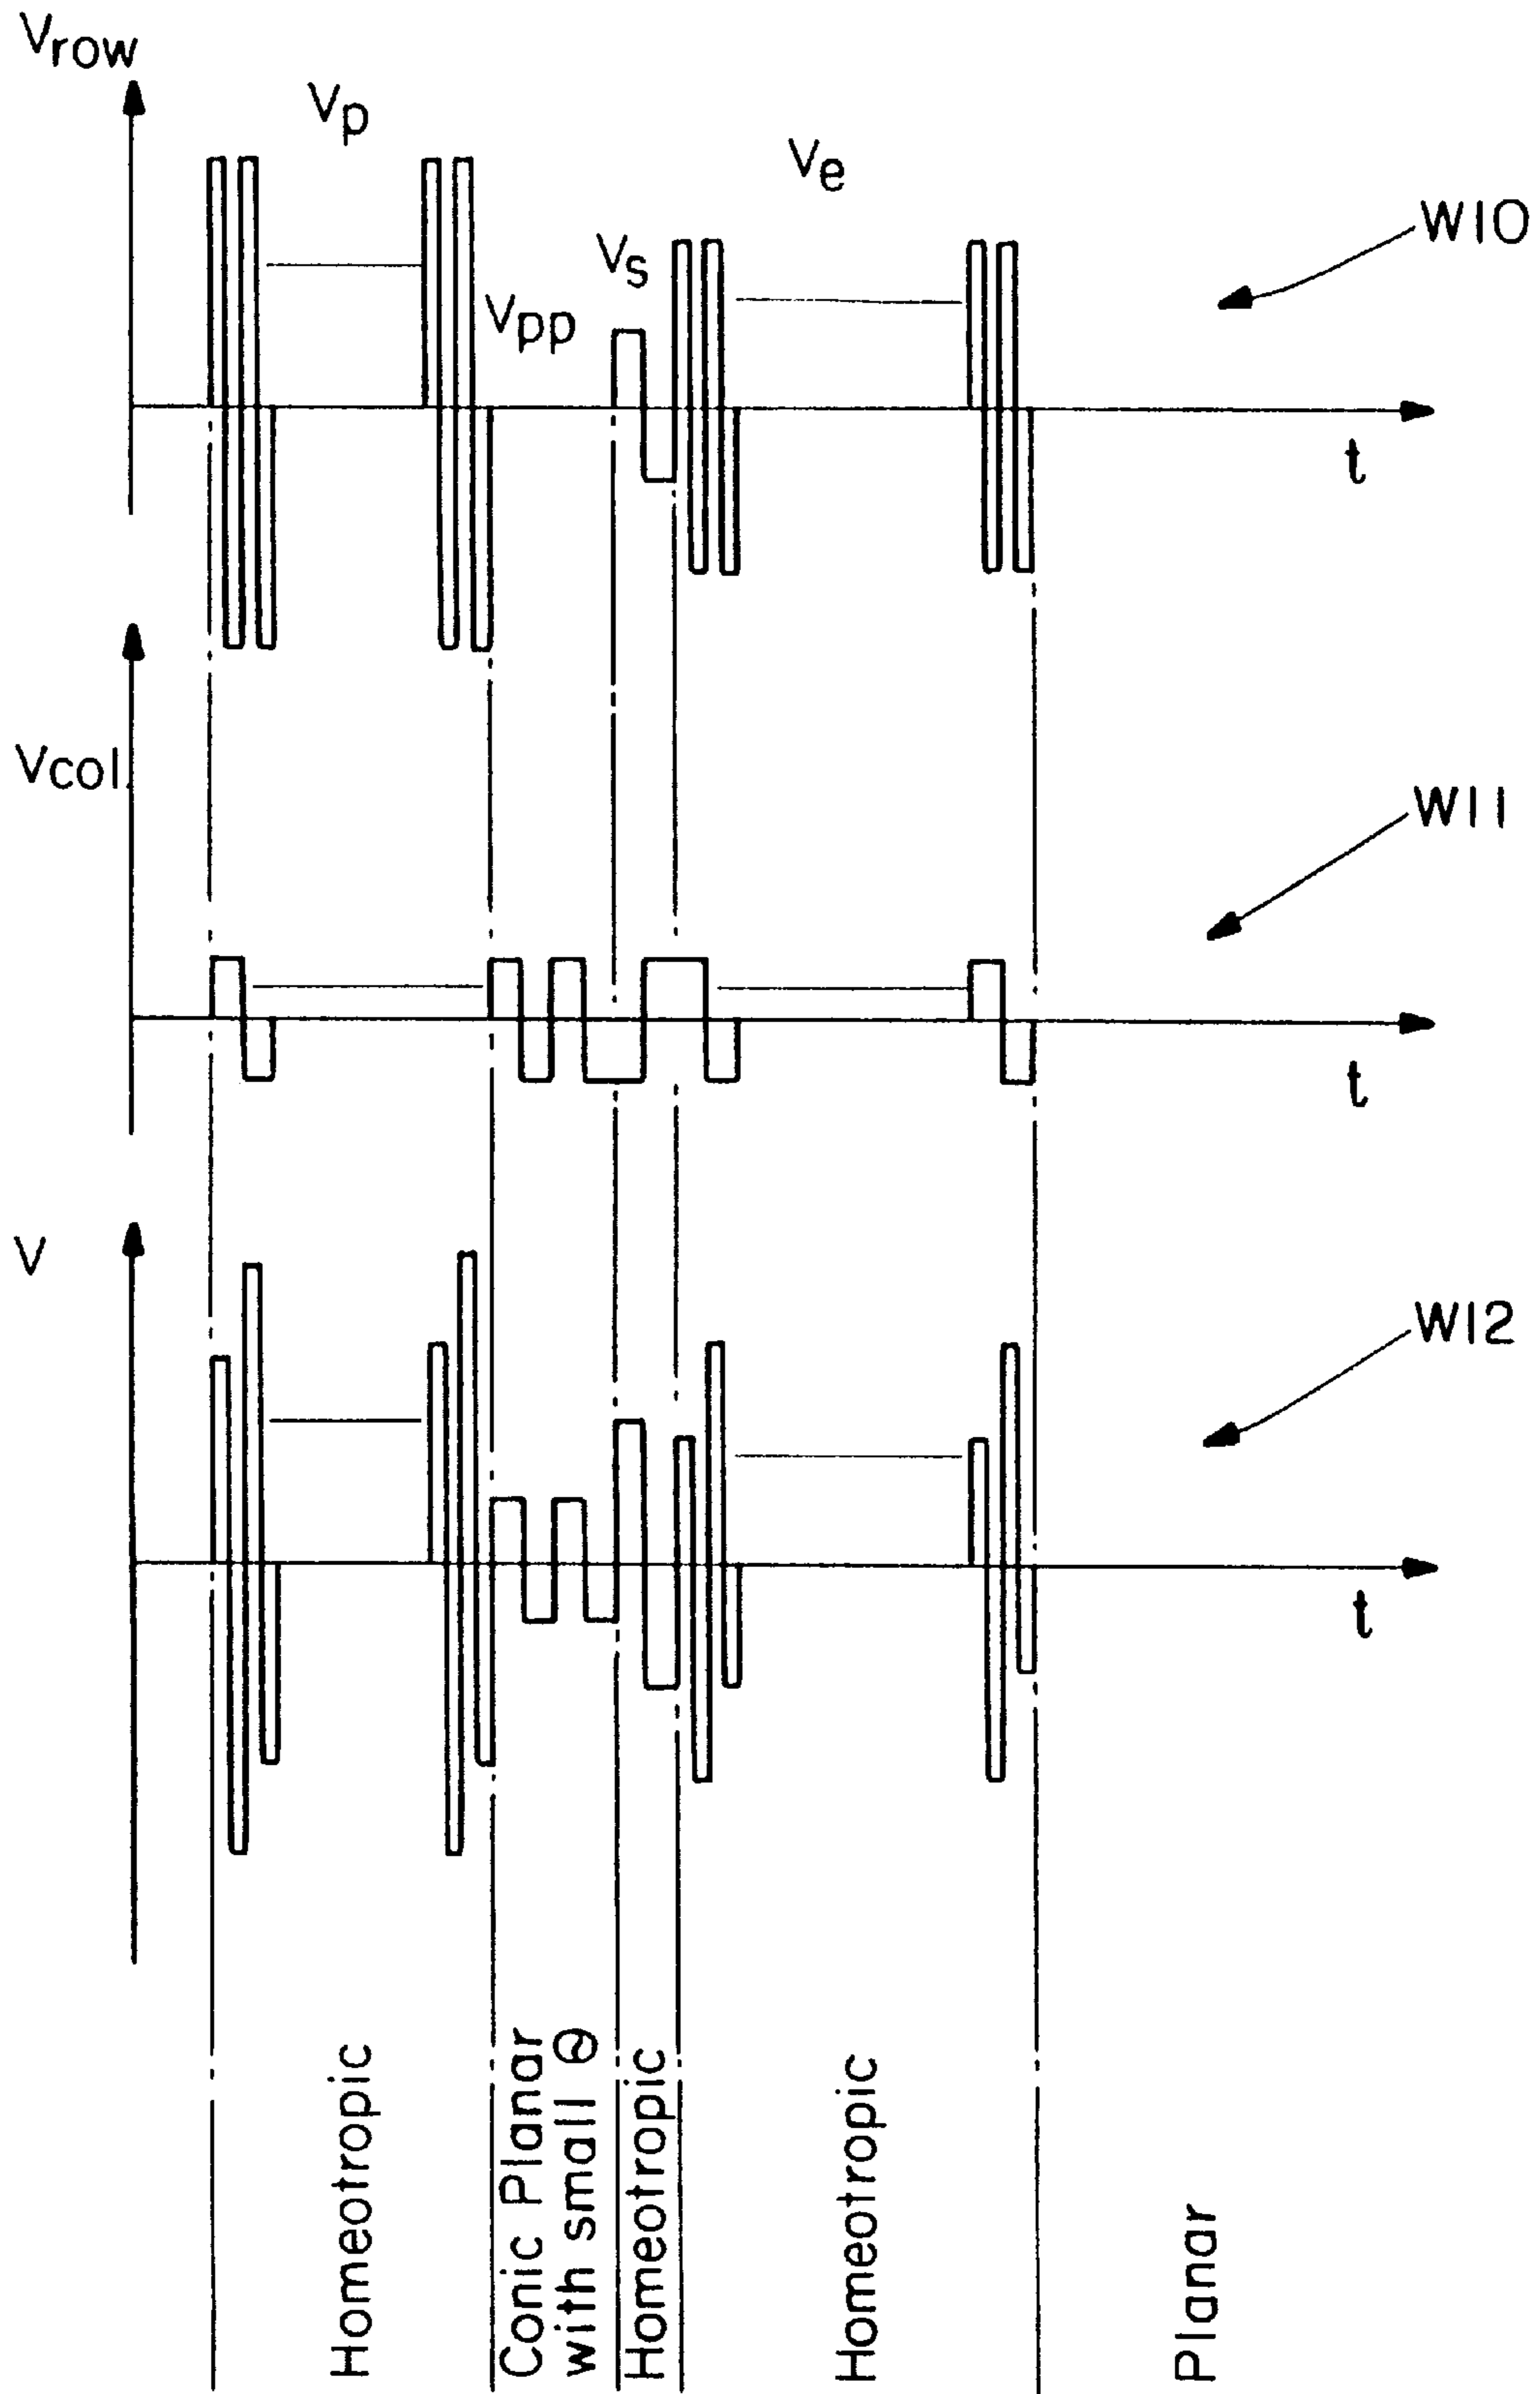 Vrow
Vp
Ve
W10
Vs
Vpp
t
Vcol.
W11
t
V
W12
t
Homeotropic
Conic Planar
with small Θ
Homeotropic
Homeotropic
Planar